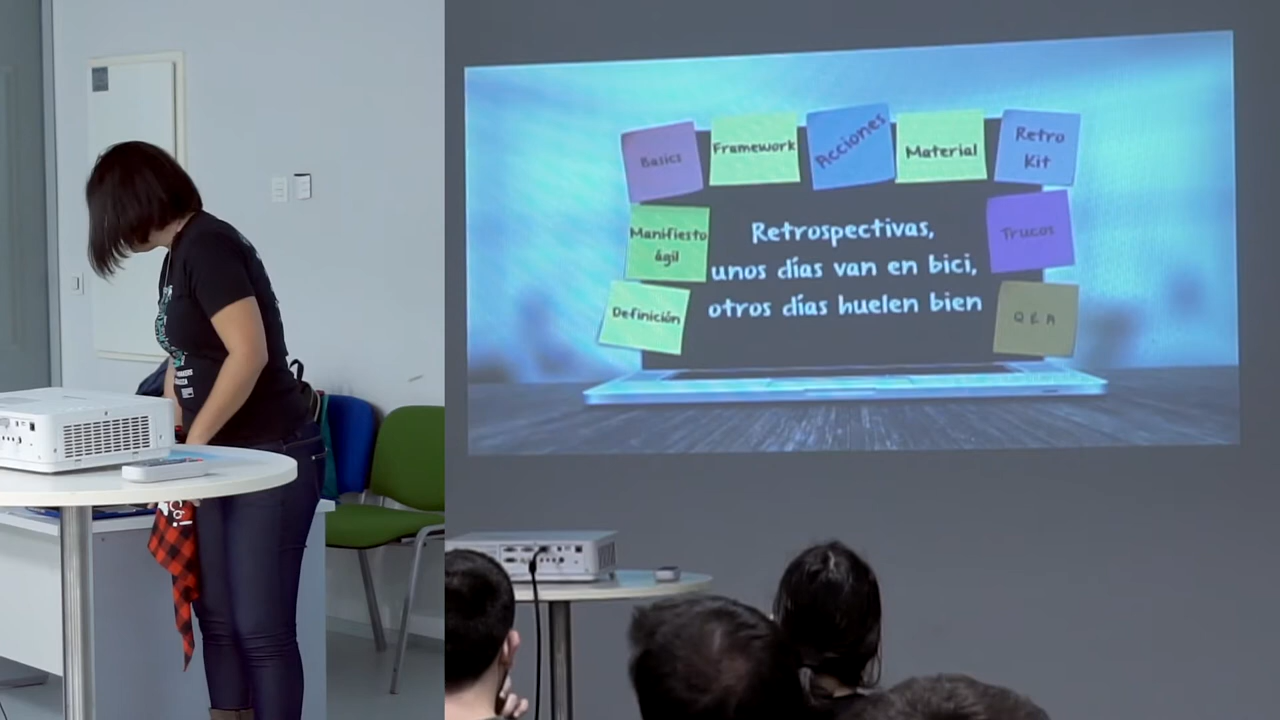 Basics
Framework
Acciones
Material
Retro
Kit
Manifiesto
ágil
Trucos
Definición
Q & A
Retrospectivas,
unos días van en bici,
otros días huelen bien